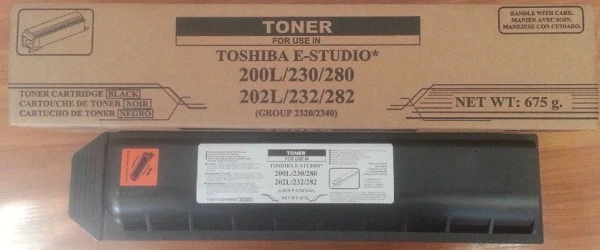 TONER
FOR USE IN
TOSHIBA E-STUDIO*
200L/230/280
202L/232/282
(GROUP 2320/2340)
TONER CARTRIDGE BLACK
CARTOUCHE DE TONER NOIR
CARTUCHO DE TONER NEGRO
HANDLE WITH CARE.
MANIER AVEC SOIN.
MANEJESE CON CUIDADO.
NET WT: 675 g.
TONER
FOR USE IN
TOSHIBA E-STUDIO*
200L/230/280
202L/232/282